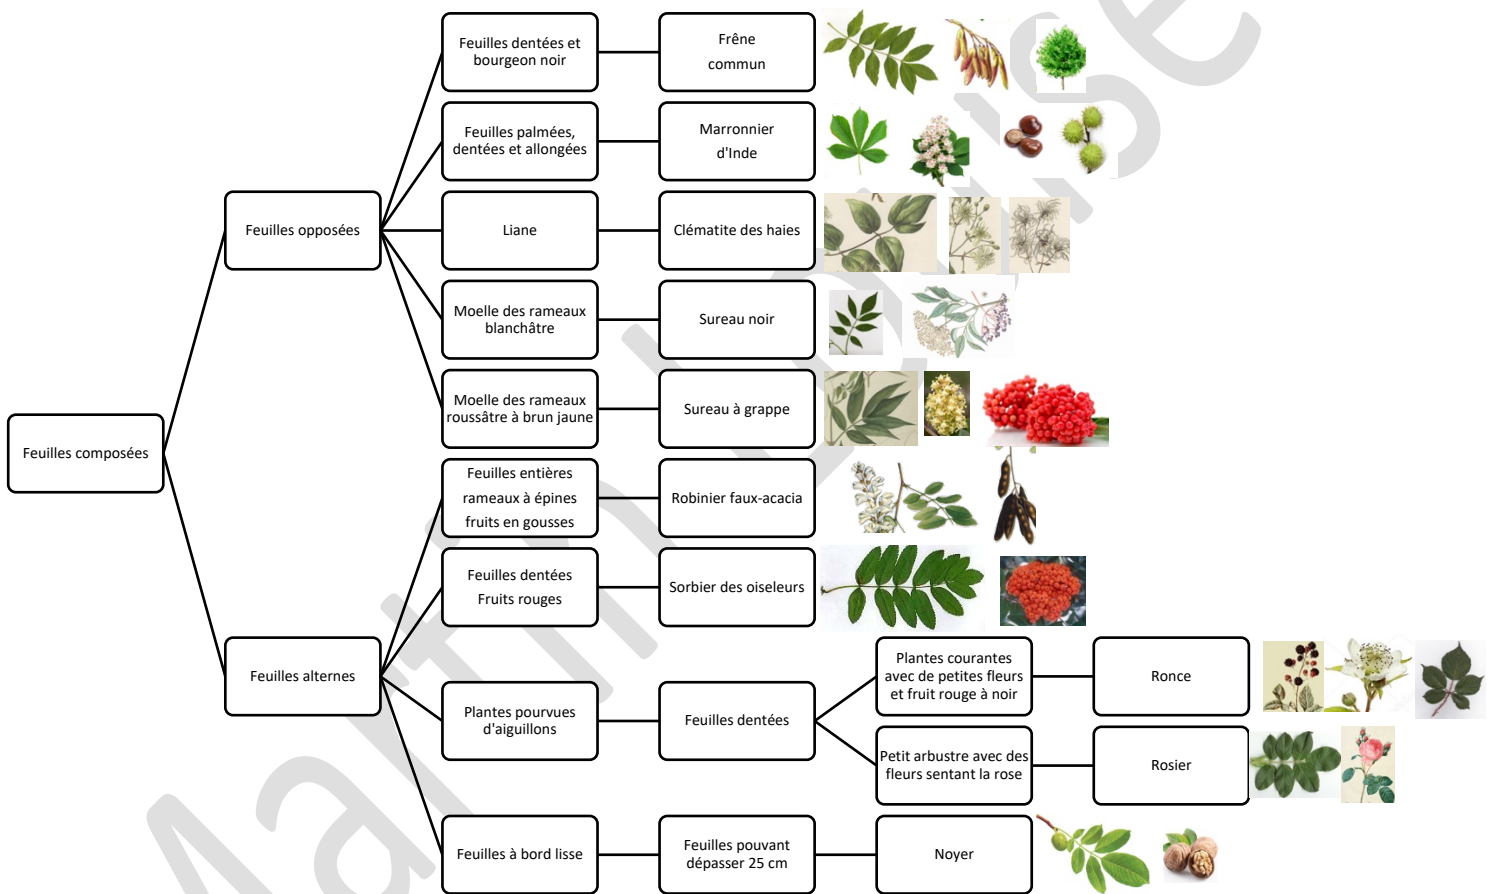 Feuilles dentées et
bourgeon noir
Frêne
commun
Feuilles palmées,
dentées et allongées
Marronnier
d'Inde
Feuilles opposées
Liane
Clématite des haies
Moelle des rameaux
blanchâtre
Sureau noir
Moelle des rameaux
roussâtre à brun jaune
Sureau à grappe
Feuilles composées
Feuilles entières
rameaux à épines
fruits en gousses
Robinier faux-acacia
Feuilles dentées
Fruits rouges
Sorbier des oiseleurs
Feuilles alternes
Plantes pourvues
d'aiguillons
Feuilles dentées
Plantes courantes
avec de petites fleurs
et fruit rouge à noir
Ronce
Petit arbustre avec des
fleurs sentant la rose
Rosier
Feuilles à bord lisse
Feuilles pouvant
dépasser 25 cm
Noyer